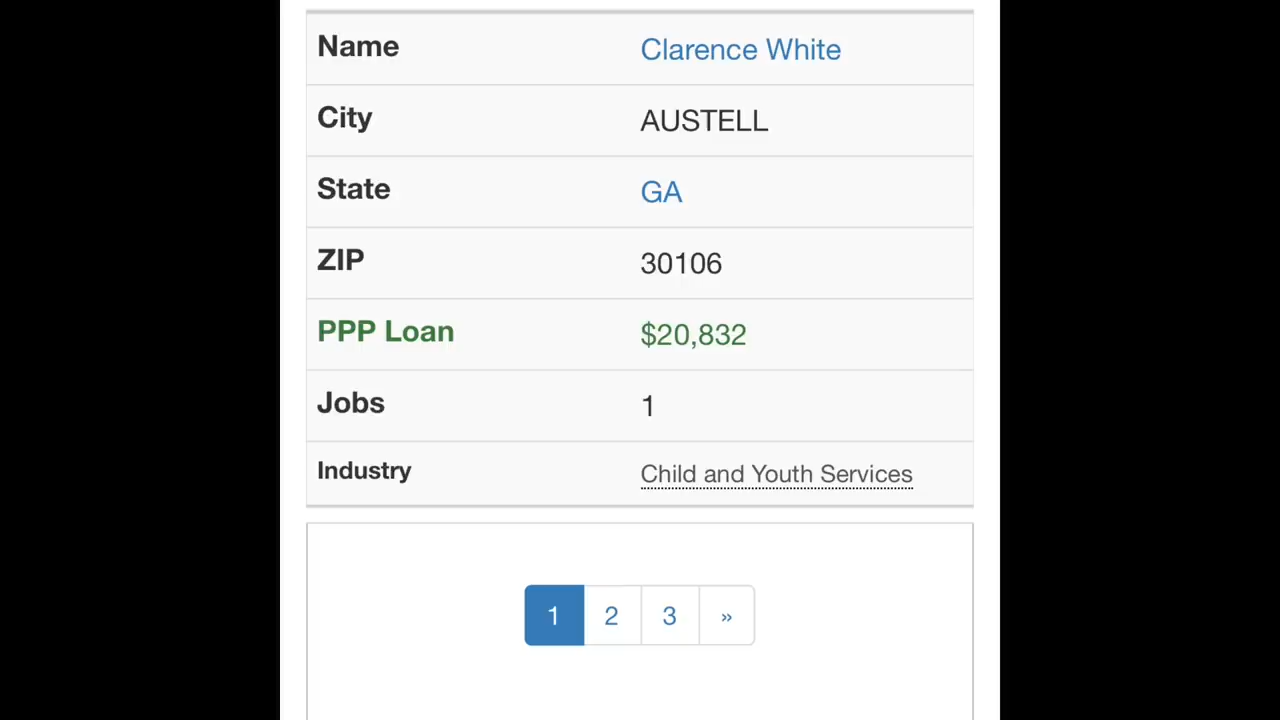 Name Clarence White
City AUSTELL
State GA
ZIP 30106
PPP Loan $20,832
Jobs 1
Industry Child and Youth Services
1 2 3 »